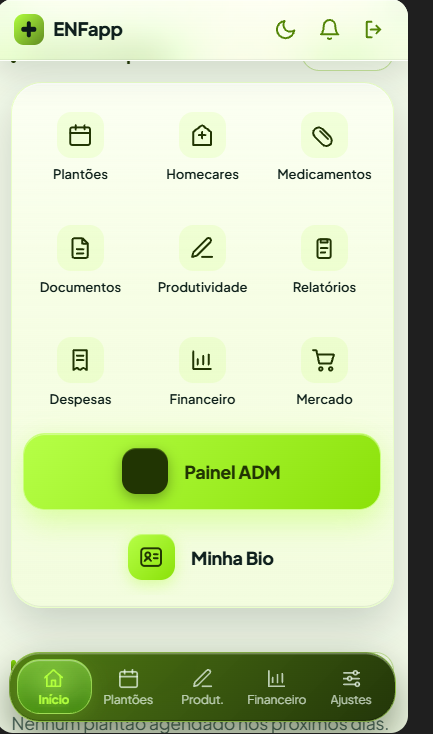 ENFapp
Plantões Homecares Medicamentos
Documentos Produtividade Relatórios
Despesas Financeiro Mercado
Painel ADM
Minha Bio
Início Plantões Produt. Financeiro Ajustes
Nenhum plantão agendado nos próximos dias.